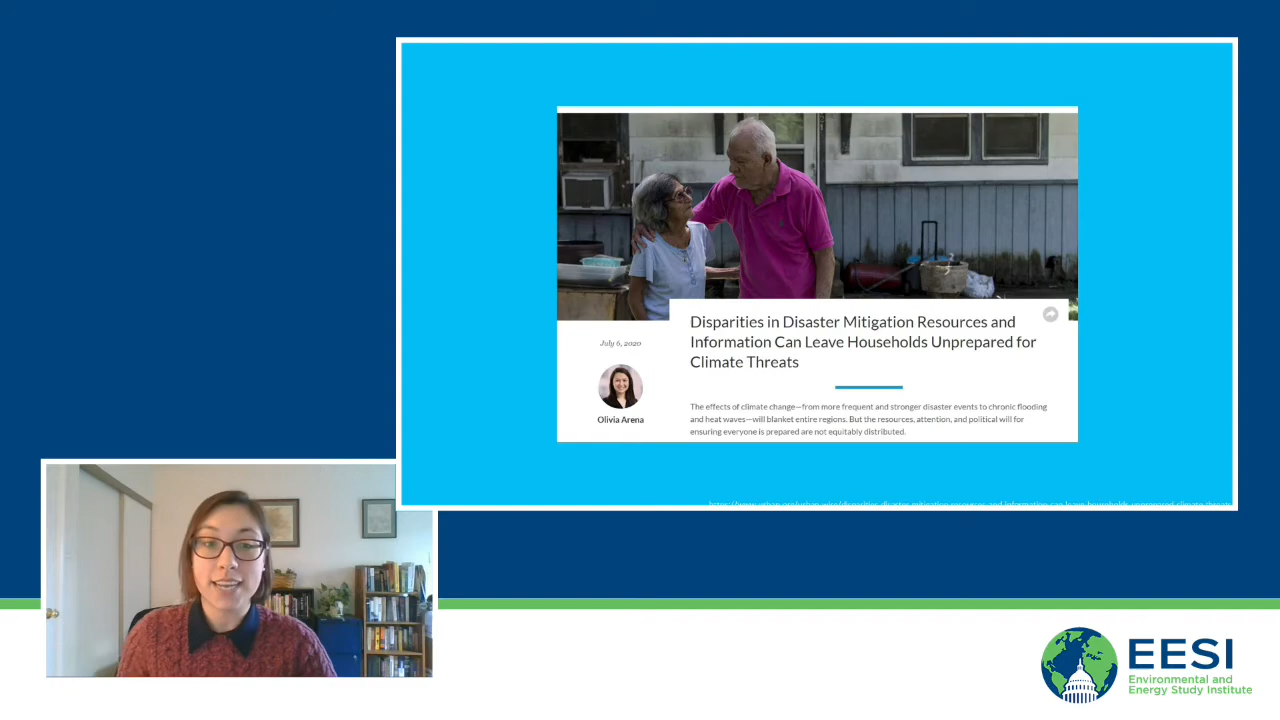 Disparities in Disaster Mitigation Resources and
Information Can Leave Households Unprepared for
Climate Threats
July 6, 2020
Olivia Arena
The effects of climate change—from more frequent and stronger disaster events to chronic flooding
and heat waves—will blanket entire regions. But the resources, attention, and political will for
ensuring everyone is prepared are not equitably distributed.
EESI
Environmental and
Energy Study Institute